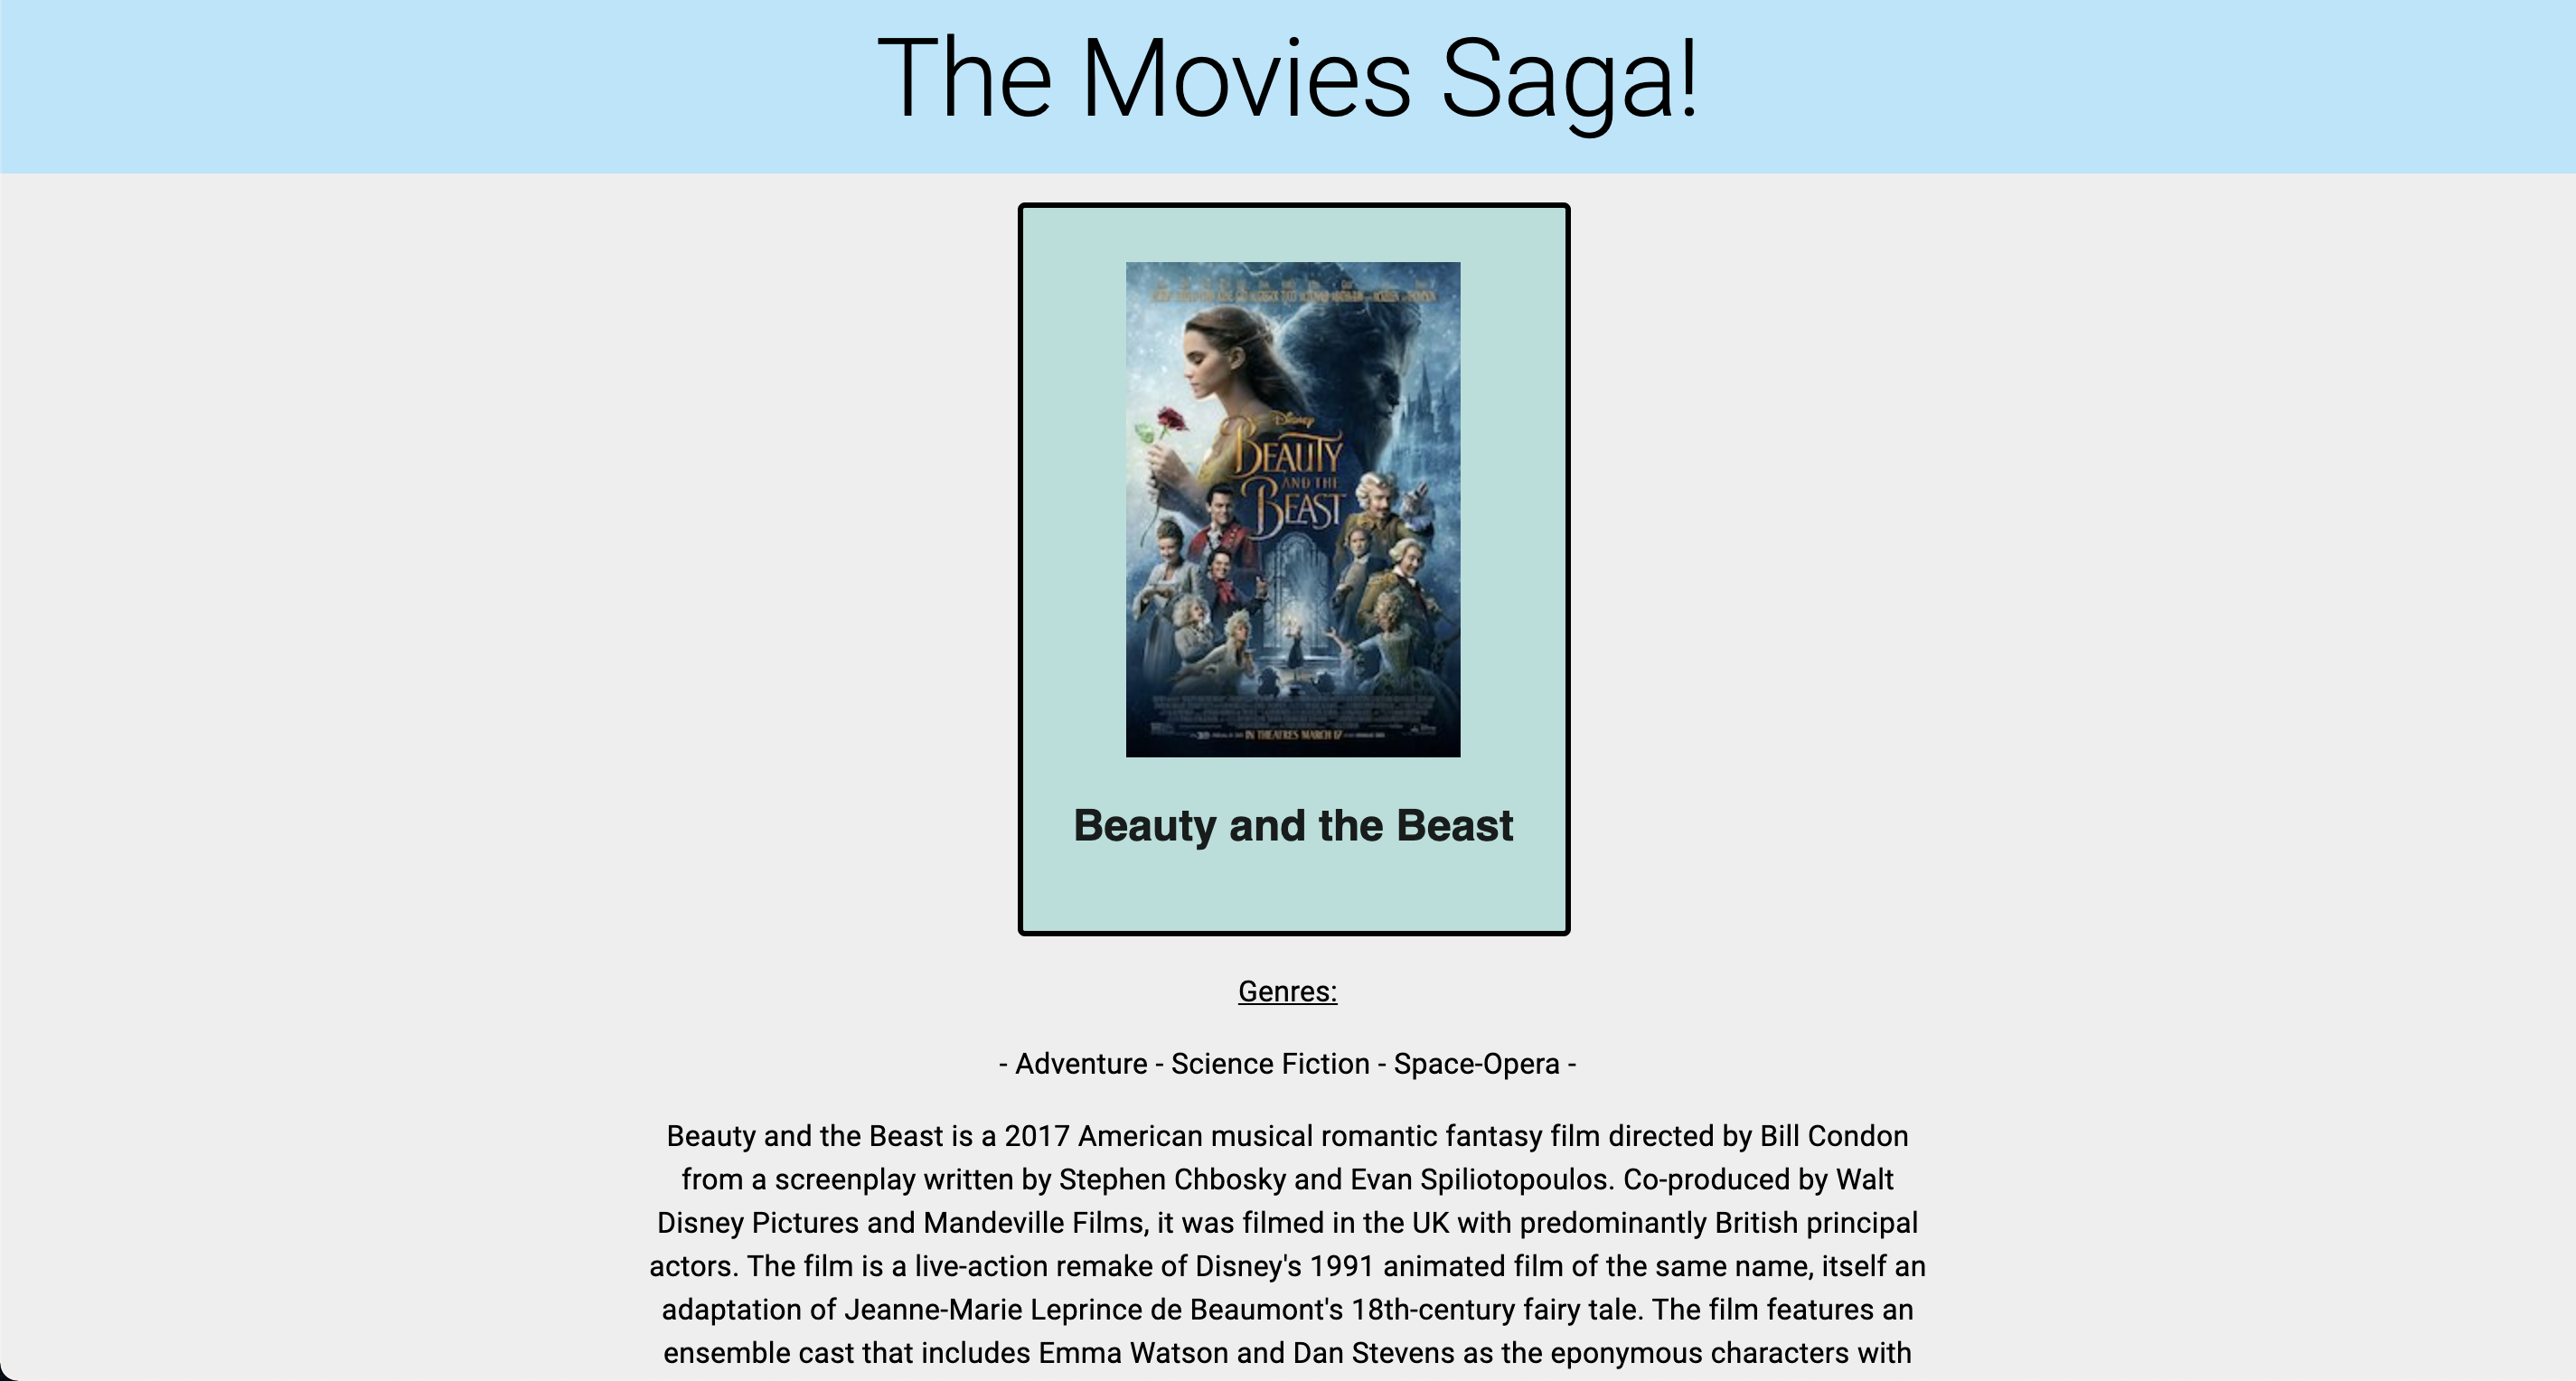 The Movies Saga!
Disney
BEAUTY
AND THE
BEAST
IN THEATRES MARCH 17
Beauty and the Beast
Genres:
- Adventure - Science Fiction - Space-Opera -
Beauty and the Beast is a 2017 American musical romantic fantasy film directed by Bill Condon
from a screenplay written by Stephen Chbosky and Evan Spiliotopoulos. Co-produced by Walt
Disney Pictures and Mandeville Films, it was filmed in the UK with predominantly British principal
actors. The film is a live-action remake of Disney's 1991 animated film of the same name, itself an
adaptation of Jeanne-Marie Leprince de Beaumont's 18th-century fairy tale. The film features an
ensemble cast that includes Emma Watson and Dan Stevens as the eponymous characters with